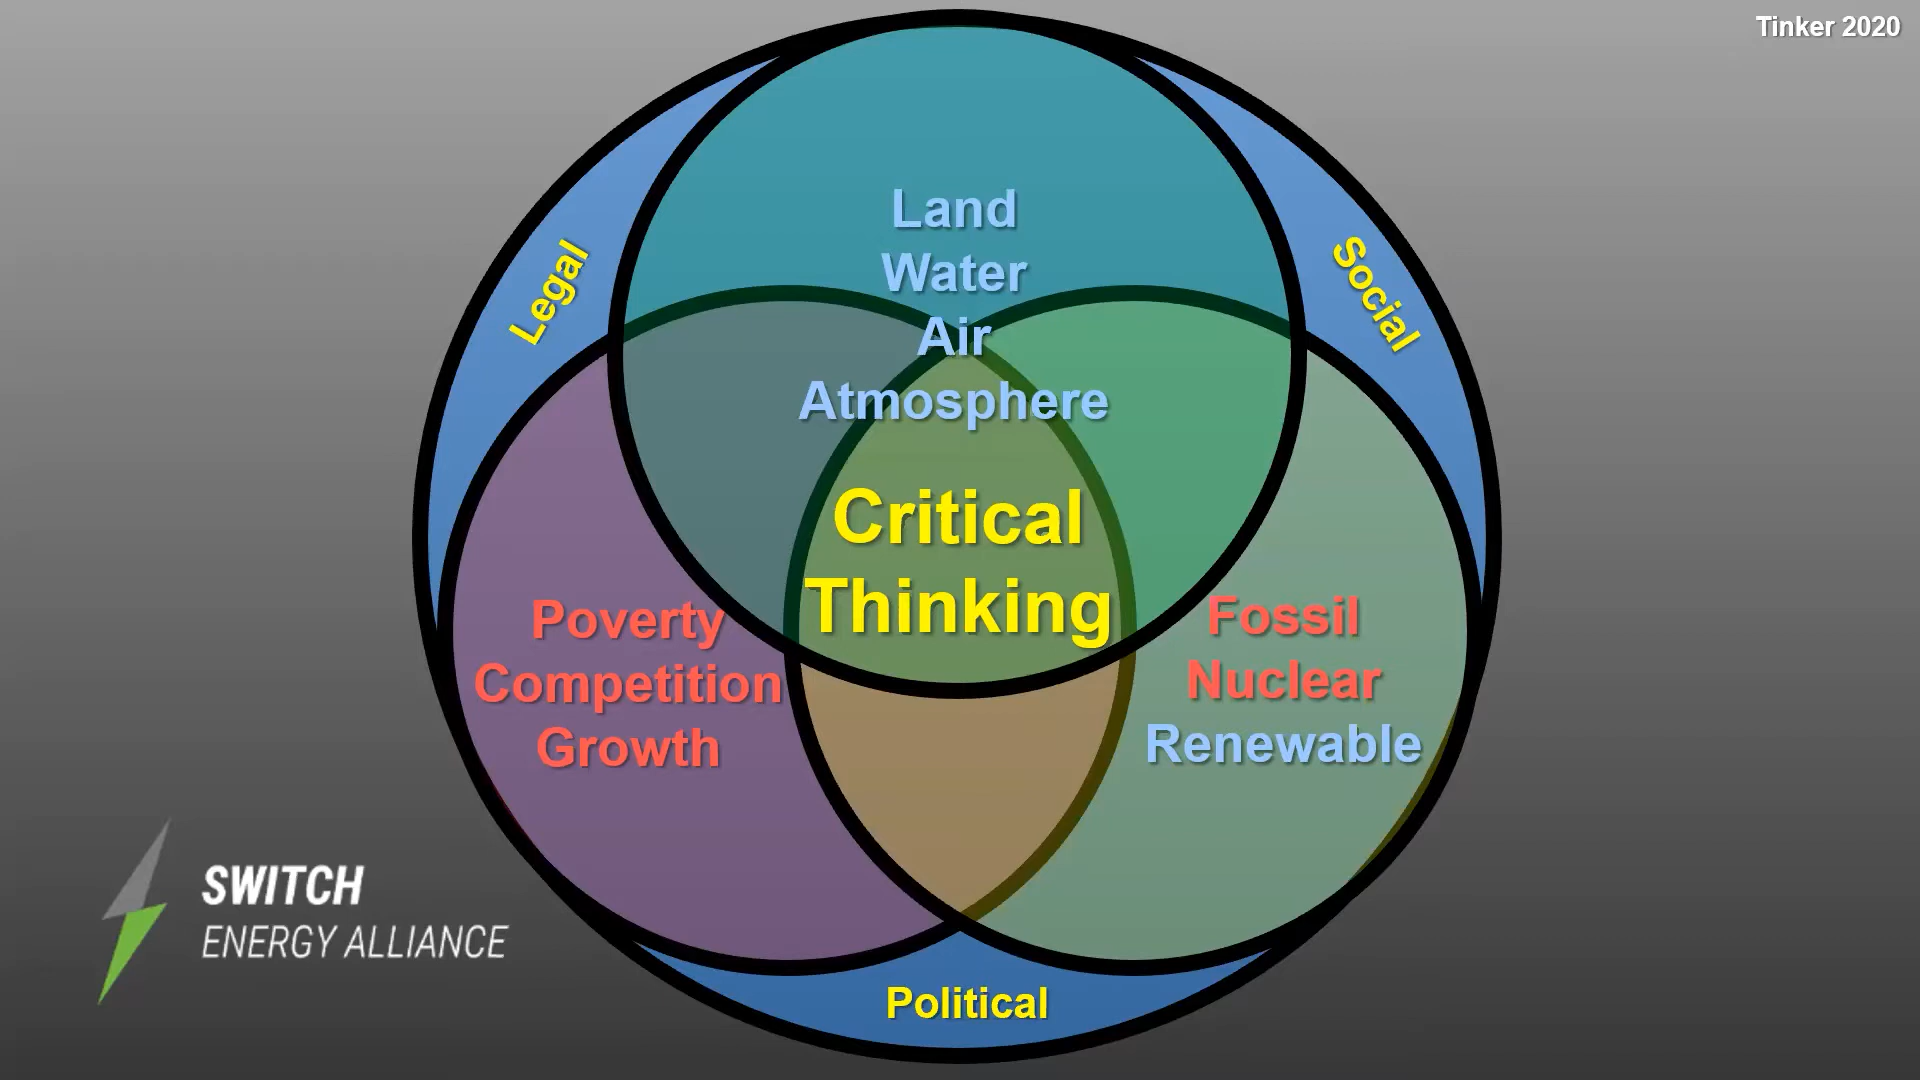 Tinker 2020
Legal
Social
Land
Water
Air
Atmosphere
Critical
Thinking
Poverty
Competition
Growth
Fossil
Nuclear
Renewable
SWITCH
ENERGY ALLIANCE
Political